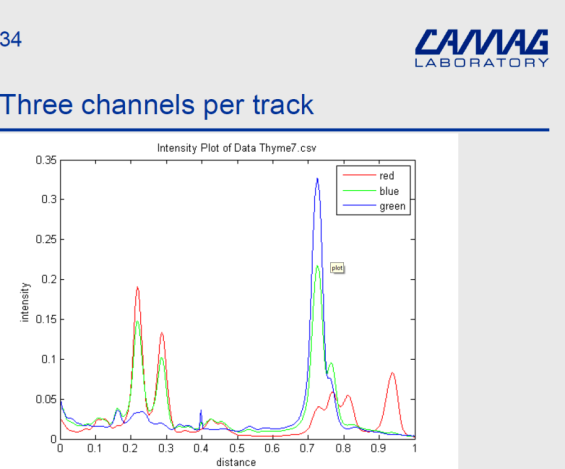 34
CAMAG
LABORATORY
Three channels per track
Intensity Plot of Data Thyme7.csv
0.35
0.3
0.25
0.2
0.15
0.1
0.05
0
intensity
red
blue
green
plot
0 0.1 0.2 0.3 0.4 0.5 0.6 0.7 0.8 0.9 1
distance